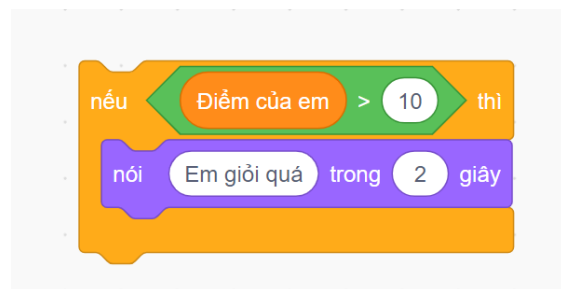 nếu Điểm của em > 10 thì
nói Em giỏi quá trong 2 giây